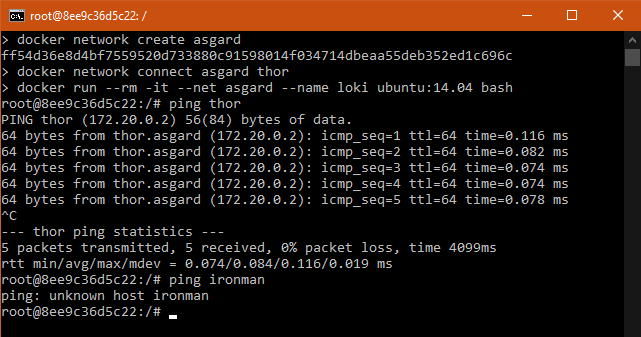 root@8ee9c36d5c22: /
> docker network create asgard
ff54d36e8d4bf7559520d733880c91598014f034714dbeaa55deb352ed1c696c
> docker network connect asgard thor
> docker run --rm -it --net asgard --name loki ubuntu:14.04 bash
root@8ee9c36d5c22:/# ping thor
PING thor (172.20.0.2) 56(84) bytes of data.
64 bytes from thor.asgard (172.20.0.2): icmp_seq=1 ttl=64 time=0.116 ms
64 bytes from thor.asgard (172.20.0.2): icmp_seq=2 ttl=64 time=0.082 ms
64 bytes from thor.asgard (172.20.0.2): icmp_seq=3 ttl=64 time=0.074 ms
64 bytes from thor.asgard (172.20.0.2): icmp_seq=4 ttl=64 time=0.074 ms
64 bytes from thor.asgard (172.20.0.2): icmp_seq=5 ttl=64 time=0.078 ms
^C
--- thor ping statistics ---
5 packets transmitted, 5 received, 0% packet loss, time 4099ms
rtt min/avg/max/mdev = 0.074/0.084/0.116/0.019 ms
root@8ee9c36d5c22:/# ping ironman
ping: unknown host ironman
root@8ee9c36d5c22:/#